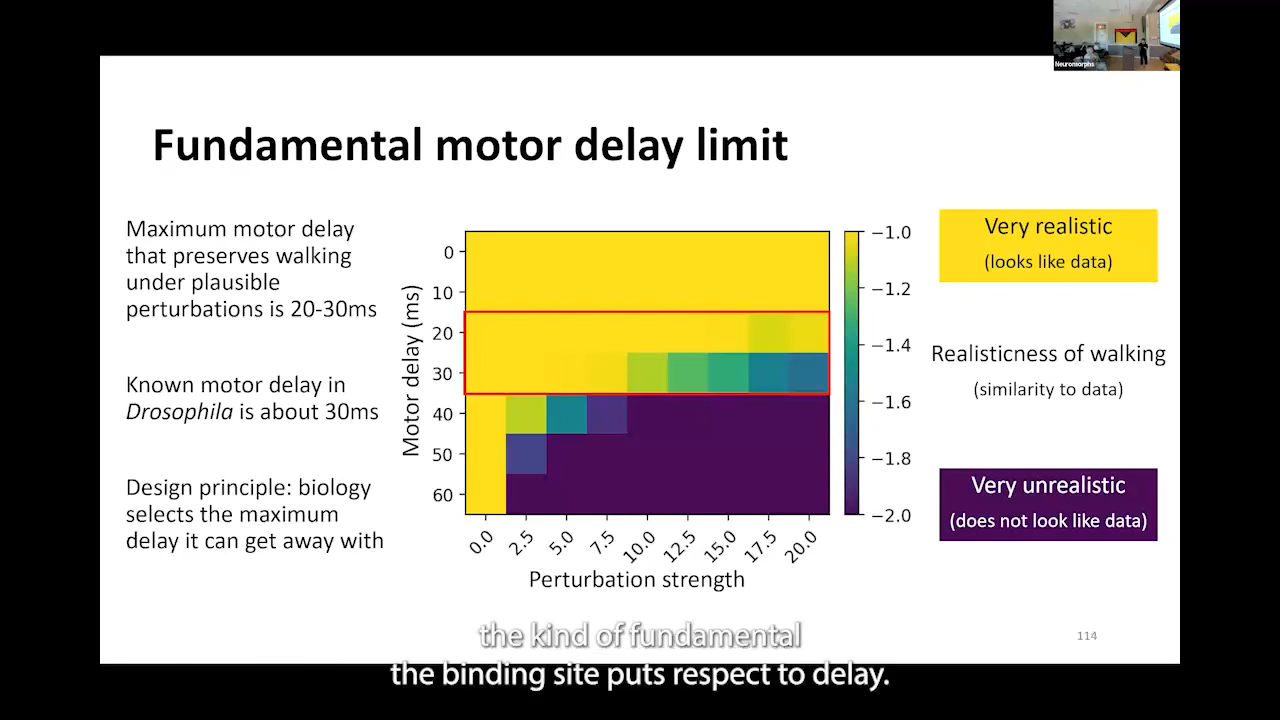 Neuromorphs
Fundamental motor delay limit
Maximum motor delay
that preserves walking
under plausible
perturbations is 20-30ms
Known motor delay in
Drosophila is about 30ms
Design principle: biology
selects the maximum
delay it can get away with
Motor delay (ms)
0
10
20
30
40
50
60
0.0
2.5
5.0
7.5
10.0
12.5
15.0
17.5
20.0
Perturbation strength
−1.0
−1.2
−1.4
−1.6
−1.8
−2.0
Very realistic
(looks like data)
Realisticness of walking
(similarity to data)
Very unrealistic
(does not look like data)
the kind of fundamental
the binding site puts respect to delay.
114